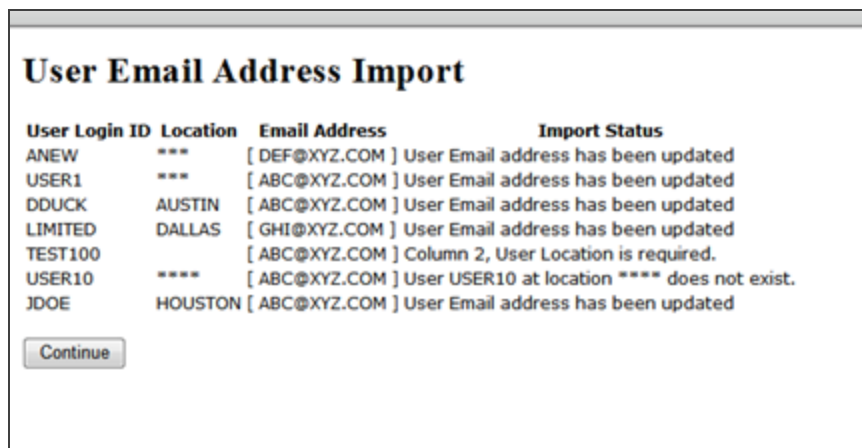 User Email Address Import
User Login ID Location Email Address Import Status
ANEW *** [ DEF@XYZ.COM ] User Email address has been updated
USER1 *** [ ABC@XYZ.COM ] User Email address has been updated
DDUCK AUSTIN [ ABC@XYZ.COM ] User Email address has been updated
LIMITED DALLAS [ GHI@XYZ.COM ] User Email address has been updated
TEST100 [ ABC@XYZ.COM ] Column 2, User Location is required.
USER10 **** [ ABC@XYZ.COM ] User USER10 at location **** does not exist.
JDOE HOUSTON [ ABC@XYZ.COM ] User Email address has been updated
Continue